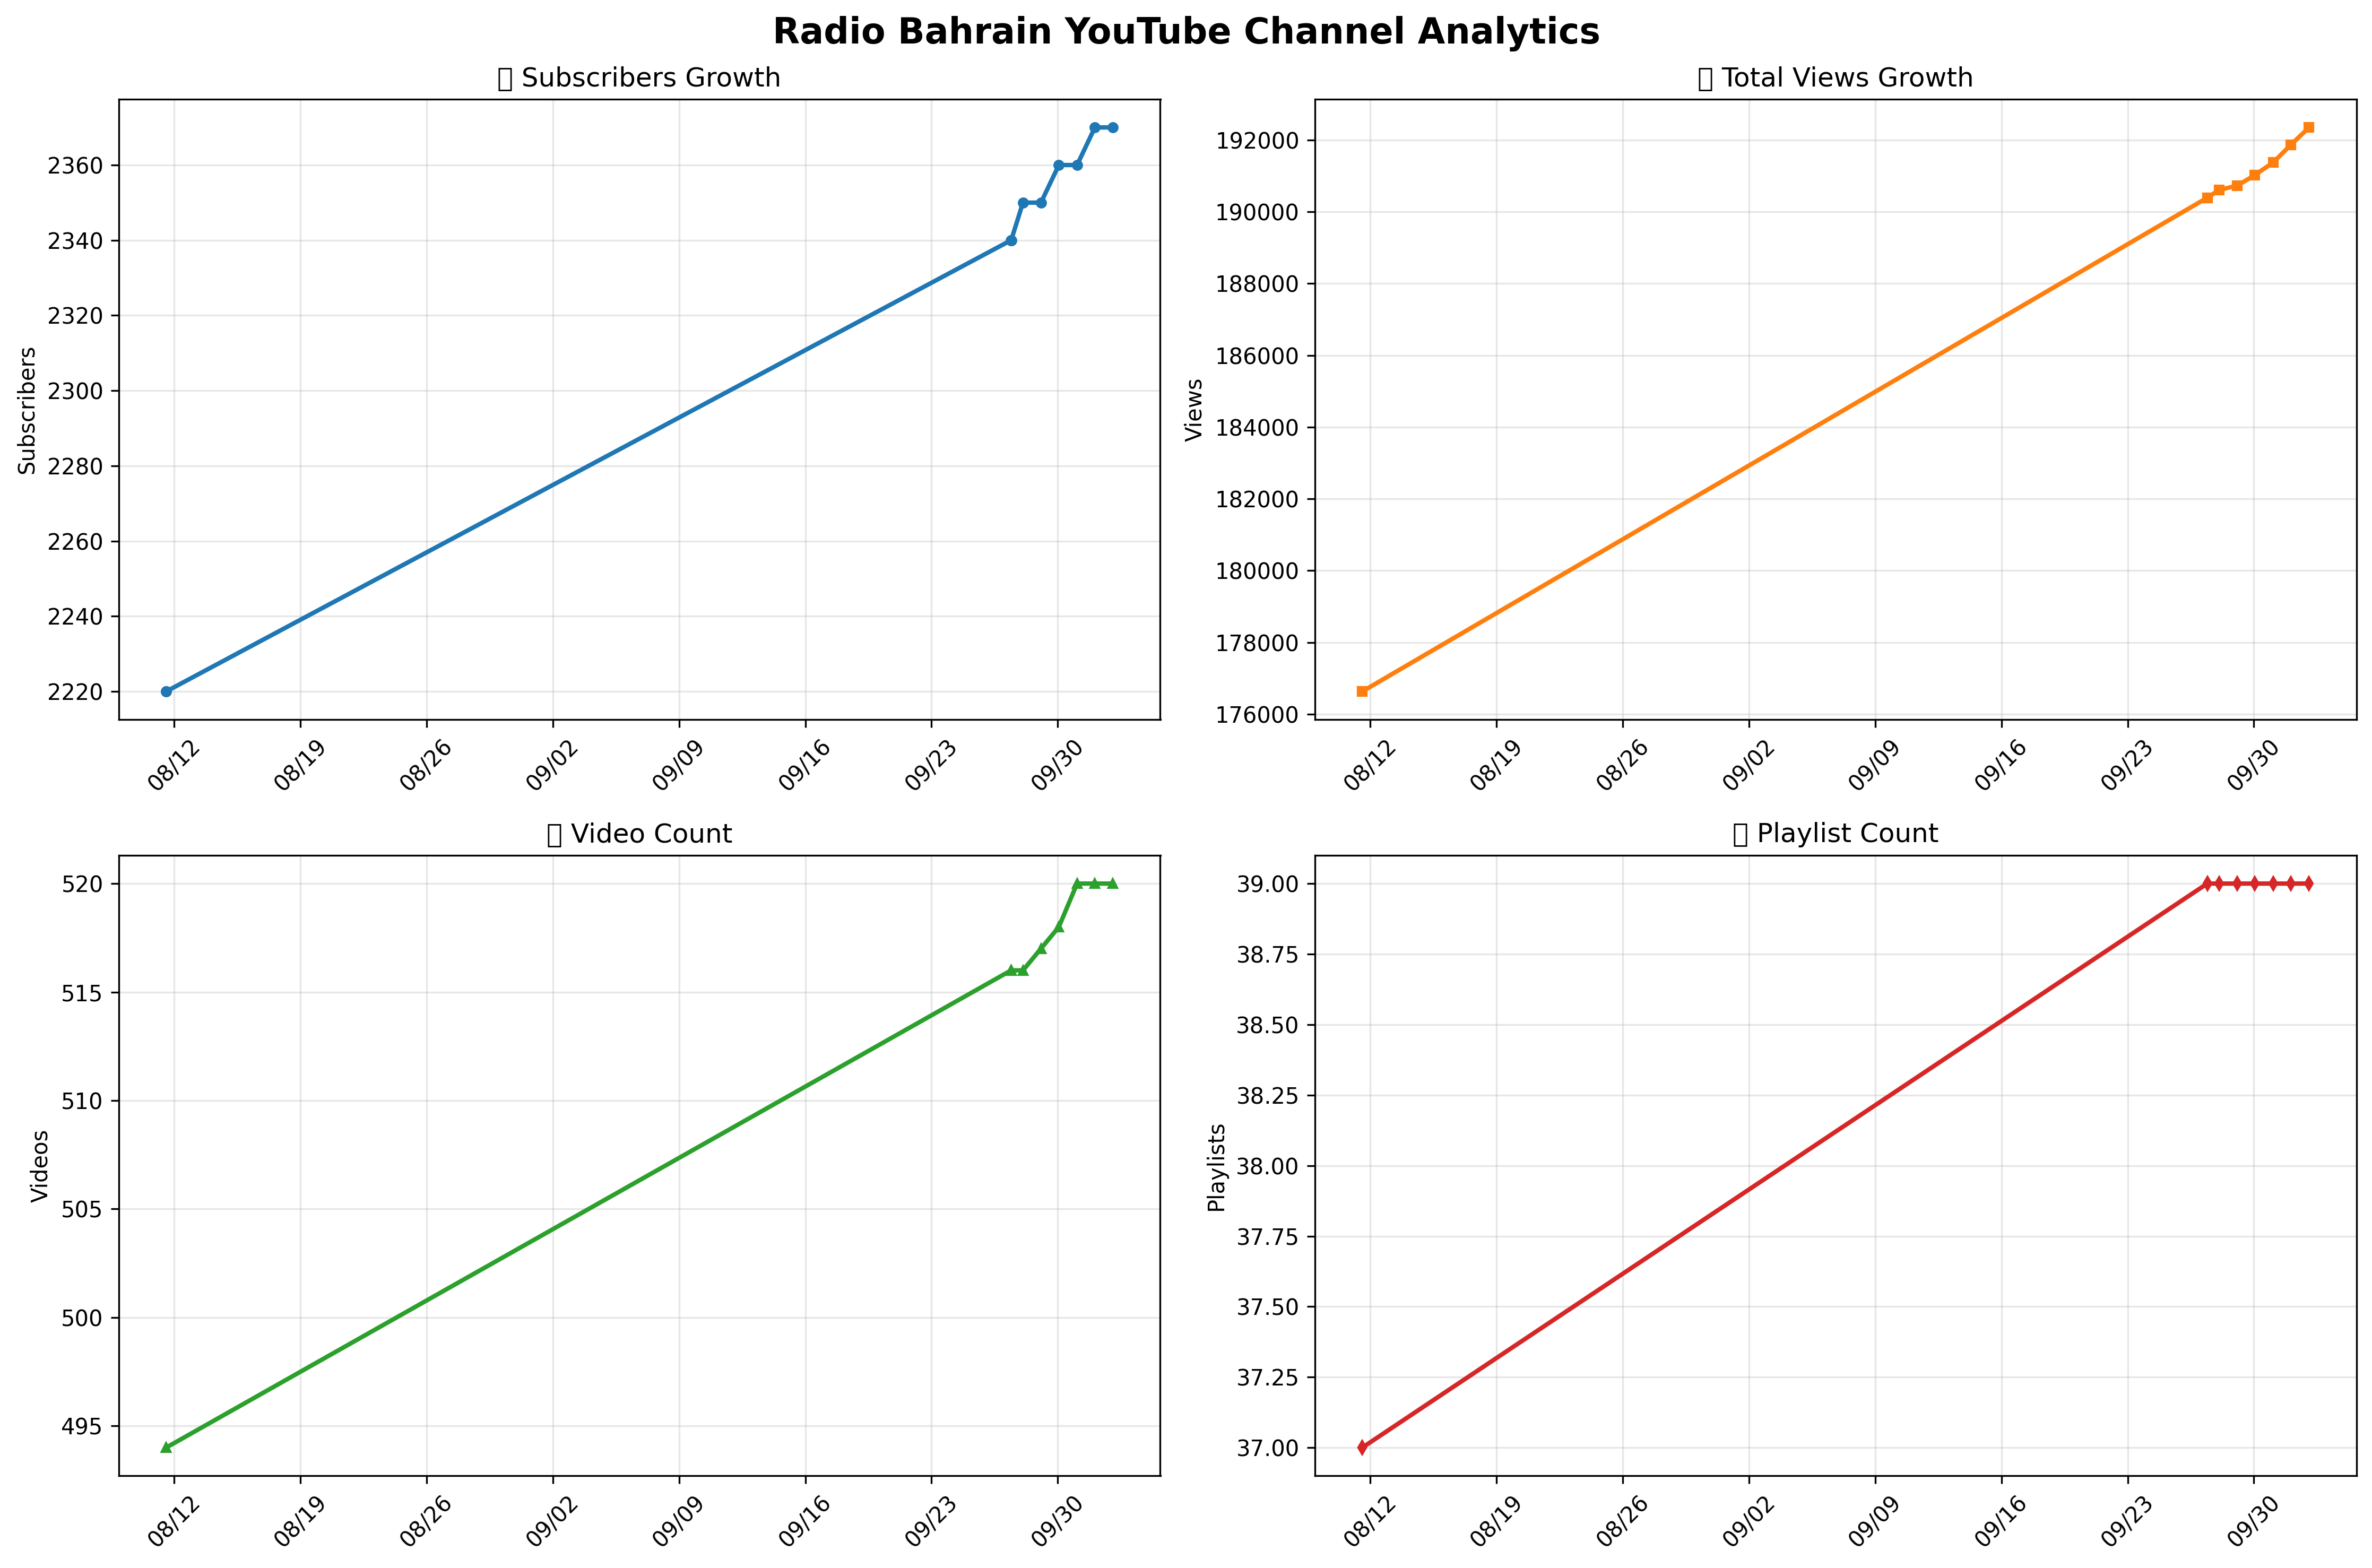 Radio Bahrain YouTube Channel Analytics
Subscribers Growth
Subscribers
2360
2340
2320
2300
2280
2260
2240
2220
08/12 08/19 08/26 09/02 09/09 09/16 09/23 09/30
Total Views Growth
Views
192000
190000
188000
186000
184000
182000
180000
178000
176000
08/12 08/19 08/26 09/02 09/09 09/16 09/23 09/30
Video Count
Videos
520
515
510
505
500
495
08/12 08/19 08/26 09/02 09/09 09/16 09/23 09/30
Playlist Count
Playlists
39.00
38.75
38.50
38.25
38.00
37.75
37.50
37.25
37.00
08/12 08/19 08/26 09/02 09/09 09/16 09/23 09/30